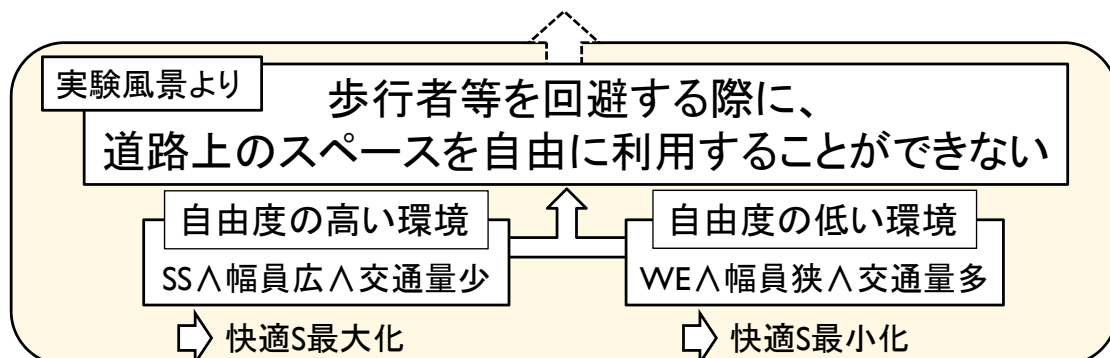 実験風景より
歩行者等を回避する際に、
道路上のスペースを自由に利用することができない
自由度の高い環境
SS∧幅員広∧交通量少
快適S最大化
自由度の低い環境
WE∧幅員狭∧交通量多
快適S最小化